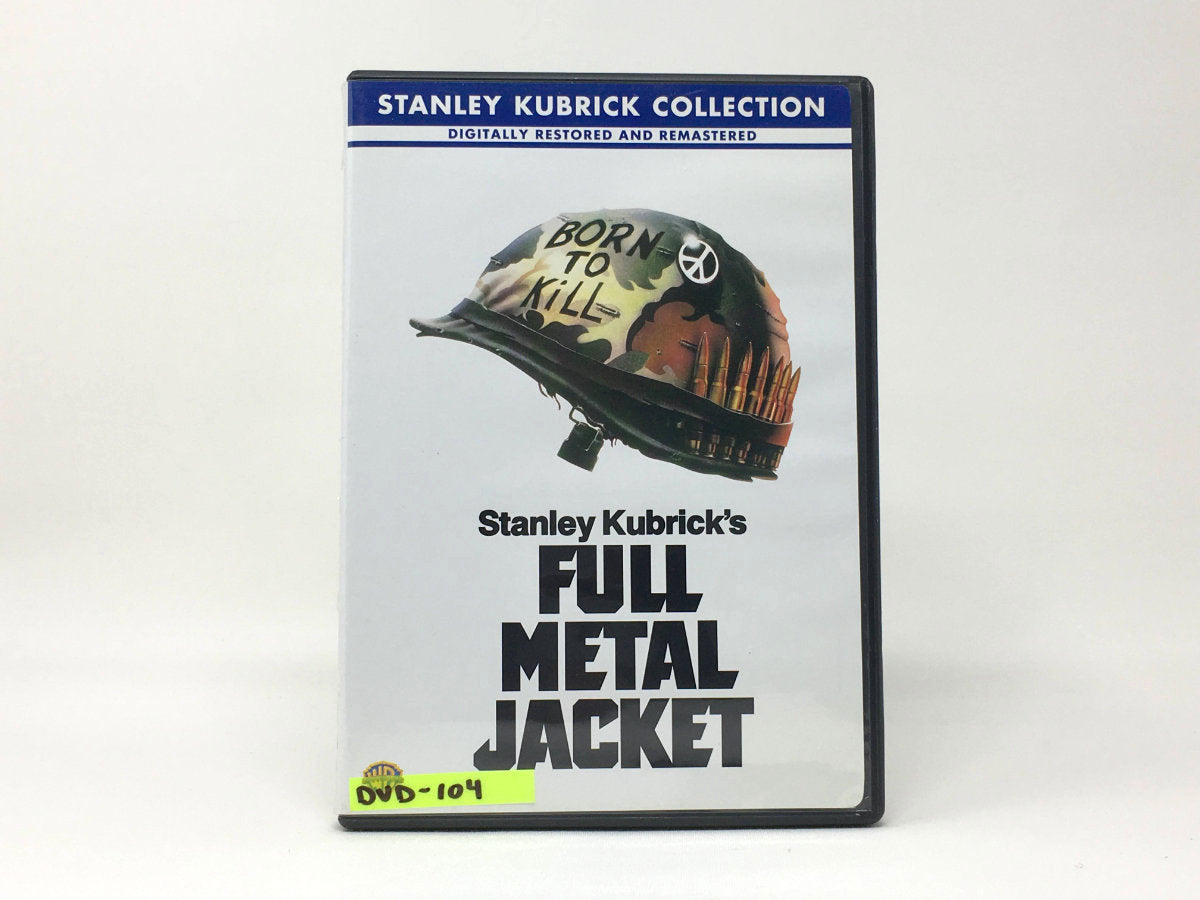 STANLEY KUBRICK COLLECTION
DIGITALLY RESTORED AND REMASTERED
BORN
TO
KiLL
Stanley Kubrick's
FULL
METAL
JACKET
DVD-104